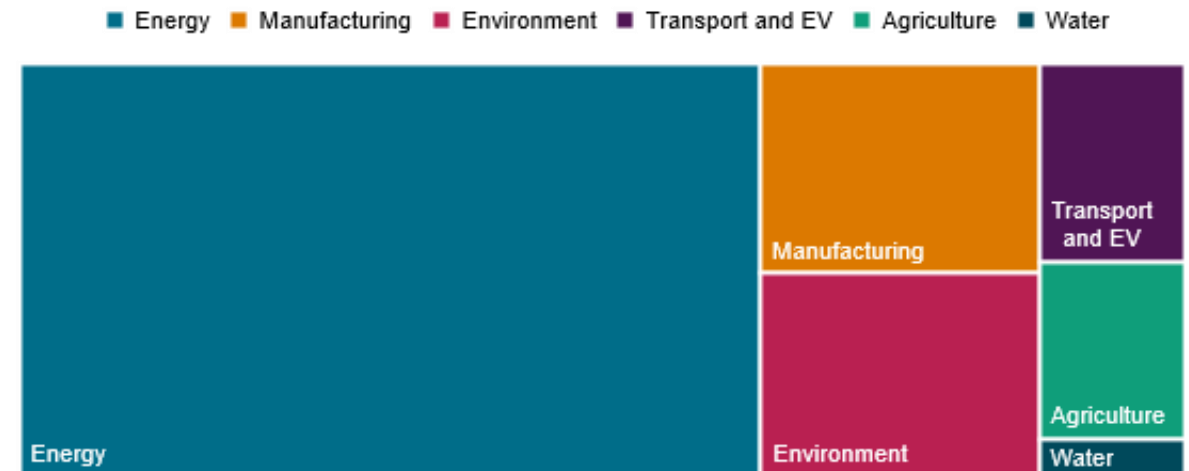 Energy Manufacturing Environment Transport and EV Agriculture Water
Transport
and EV
Manufacturing
Agriculture
Energy
Environment
Water